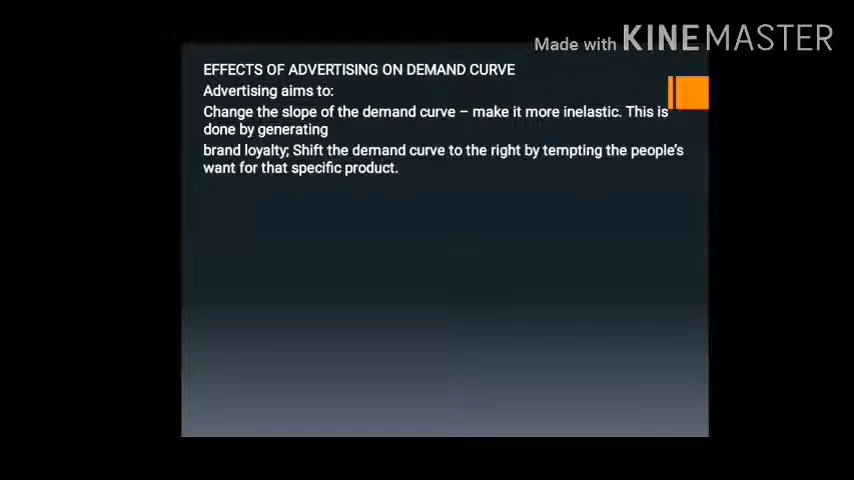 Made with KINEMASTER
EFFECTS OF ADVERTISING ON DEMAND CURVE
Advertising aims to:
Change the slope of the demand curve – make it more inelastic. This is
done by generating
brand loyalty; Shift the demand curve to the right by tempting the people's
want for that specific product.